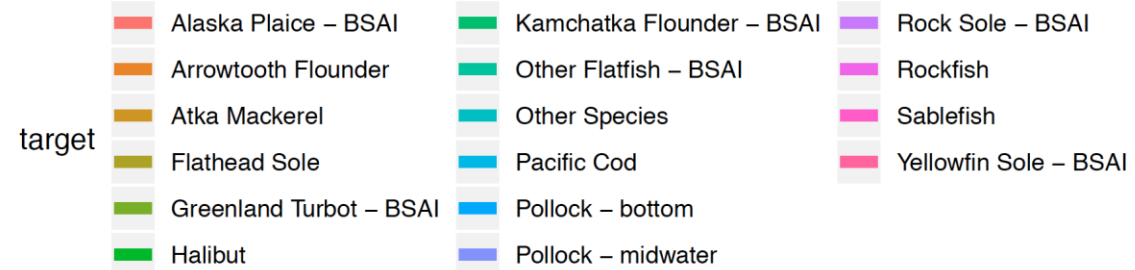 target
Alaska Plaice – BSAI
Arrowtooth Flounder
Atka Mackerel
Flathead Sole
Greenland Turbot – BSAI
Halibut
Kamchatka Flounder – BSAI
Other Flatfish – BSAI
Other Species
Pacific Cod
Pollock – bottom
Pollock – midwater
Rock Sole – BSAI
Rockfish
Sablefish
Yellowfin Sole – BSAI